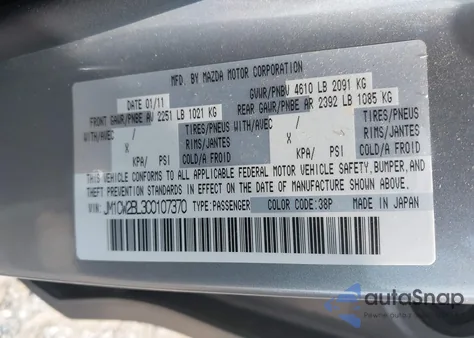 MFD. BY MAZDA MOTOR CORPORATION
DATE 01/11 GVWR/PNBV 4610 LB 2091 KG
FRONT GAWR/PNBE AV 2251 LB 1021 KG REAR GAWR/PNBE AR 2392 LB 1085 KG
WITH/AVEC TIRES/PNEUS WITH/AVEC TIRES/PNEUS
X RIMS/JANTES X RIMS/JANTES
KPA/ PSI COLD/A FROID KPA/ PSI COLD/A FROID
THIS VEHICLE CONFORMS TO ALL APPLICABLE FEDERAL MOTOR VEHICLE SAFETY, BUMPER, AND
THEFT PREVENTION STANDARDS IN EFFECT ON THE DATE OF MANUFACTURE SHOWN ABOVE.
VIN: JM1CW2BL3C0107370 TYPE:PASSENGER COLOR CODE:38P MADE IN JAPAN
autoSnap